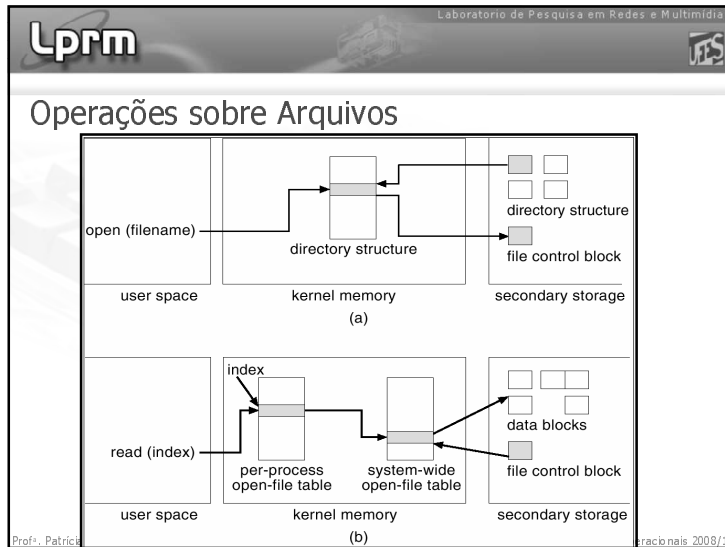 Laboratorio de Pesquisa em Redes e Multimídia
Lprm
UFES
Operações sobre Arquivos
open (filename)
directory structure
directory structure
file control block
user space
kernel memory
secondary storage
(a)
index
read (index)
per-process
open-file table
system-wide
open-file table
data blocks
file control block
user space
kernel memory
secondary storage
(b)
Profª. Patrícia
eracionais 2008/1